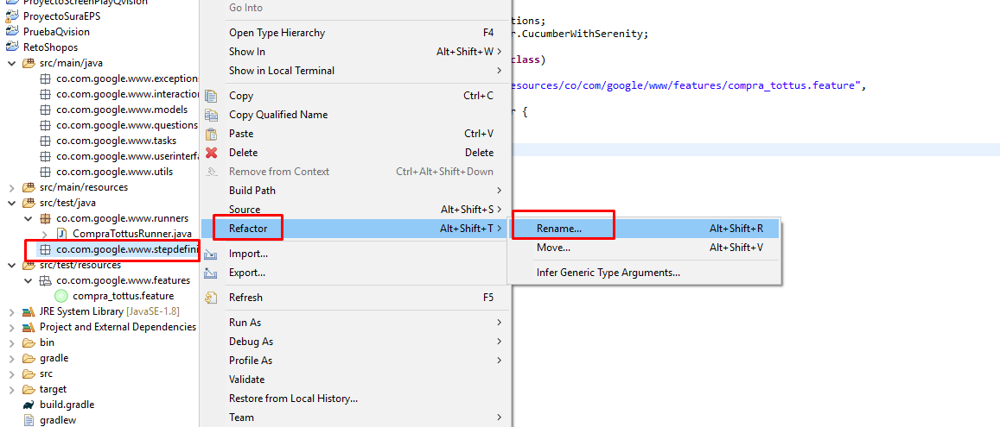 ProyectoScreenPlayQvision
ProyectoSuraEPS
PruebaQvision
RetoShopos
src/main/java
co.com.google.www.exception
co.com.google.www.interaction
co.com.google.www.models
co.com.google.www.questions
co.com.google.www.tasks
co.com.google.www.userinterfa
co.com.google.www.utils
src/main/resources
src/test/java
co.com.google.www.runners
CompraTottusRunner.java
co.com.google.www.stepdefini
src/test/resources
co.com.google.www.features
compra_tottus.feature
JRE System Library [JavaSE-1.8]
Project and External Dependencies
bin
gradle
src
target
build.gradle
gradlew
Go Into
Open Type Hierarchy F4
Show In Alt+Shift+W >
Show in Local Terminal >
Copy Ctrl+C
Copy Qualified Name
Paste Ctrl+V
Delete Delete
Remove from Context Ctrl+Alt+Shift+Down
Build Path >
Source Alt+Shift+S >
Refactor Alt+Shift+T >
Import...
Export...
Refresh F5
Run As >
Debug As >
Profile As >
Validate
Restore from Local History...
Team >
Rename... Alt+Shift+R
Move... Alt+Shift+V
Infer Generic Type Arguments...
tions;
r.CucumberWithSerenity;
class)
esources/co/com/google/www/features/compra_tottus.feature",
r {